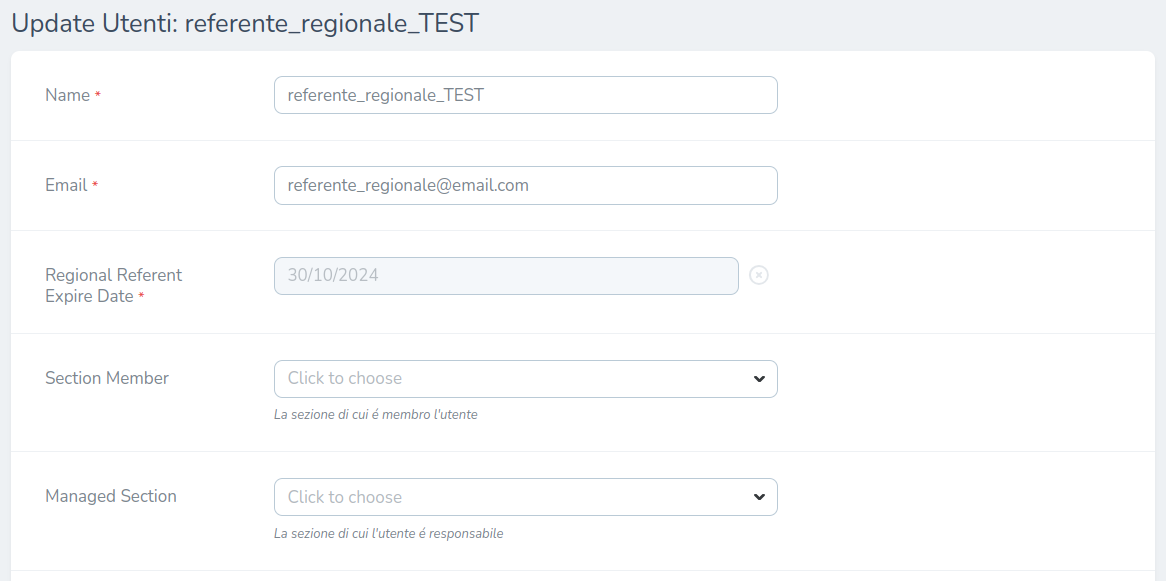 Update Utenti: referente_regionale_TEST
Name *
referente_regionale_TEST
Email *
referente_regionale@email.com
Regional Referent
Expire Date *
30/10/2024
Section Member
Click to choose
La sezione di cui é membro l'utente
Managed Section
Click to choose
La sezione di cui l'utente é responsabile